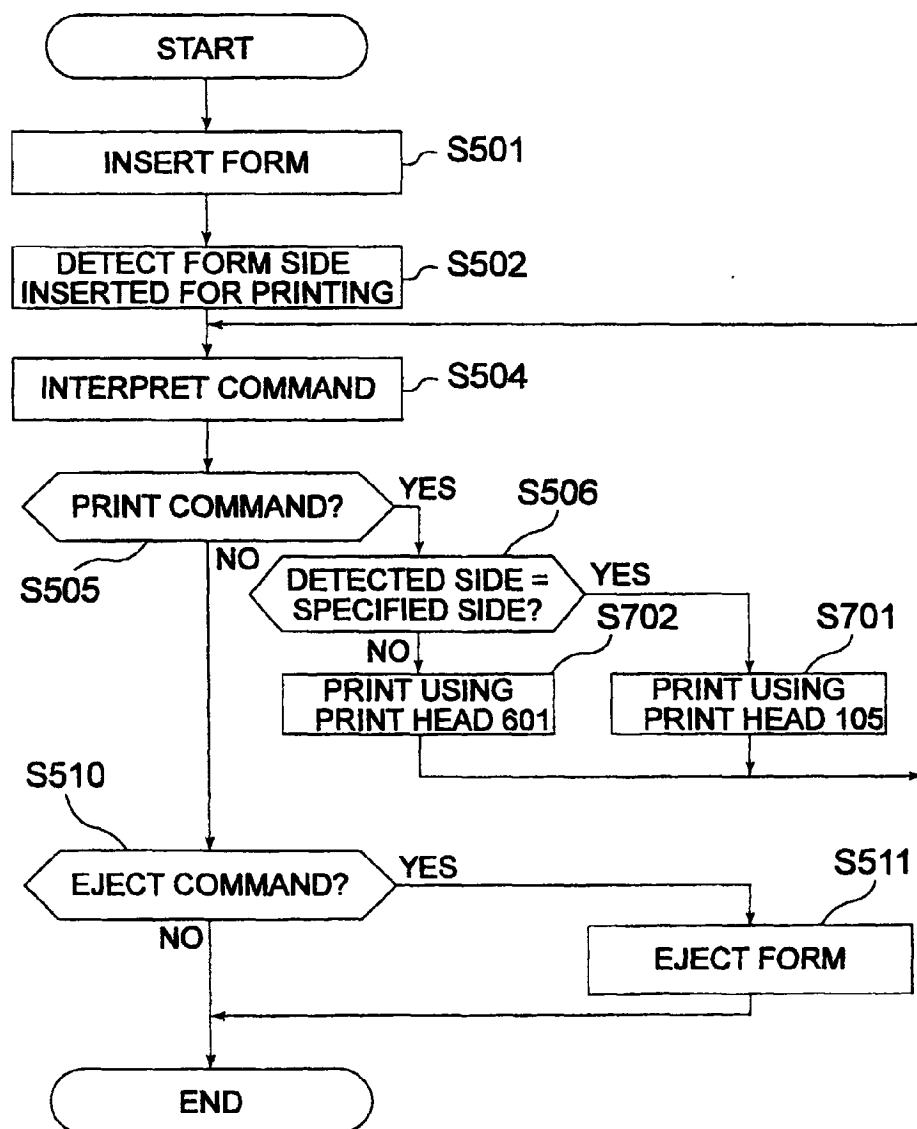 START
INSERT FORM
S501
DETECT FORM SIDE
INSERTED FOR PRINTING
S502
INTERPRET COMMAND
S504
PRINT COMMAND?
YES
NO
S505
S506
DETECTED SIDE =
SPECIFIED SIDE?
YES
NO
S702
PRINT USING
PRINT HEAD 601
S701
PRINT USING
PRINT HEAD 105
S510
EJECT COMMAND?
YES
NO
S511
EJECT FORM
END